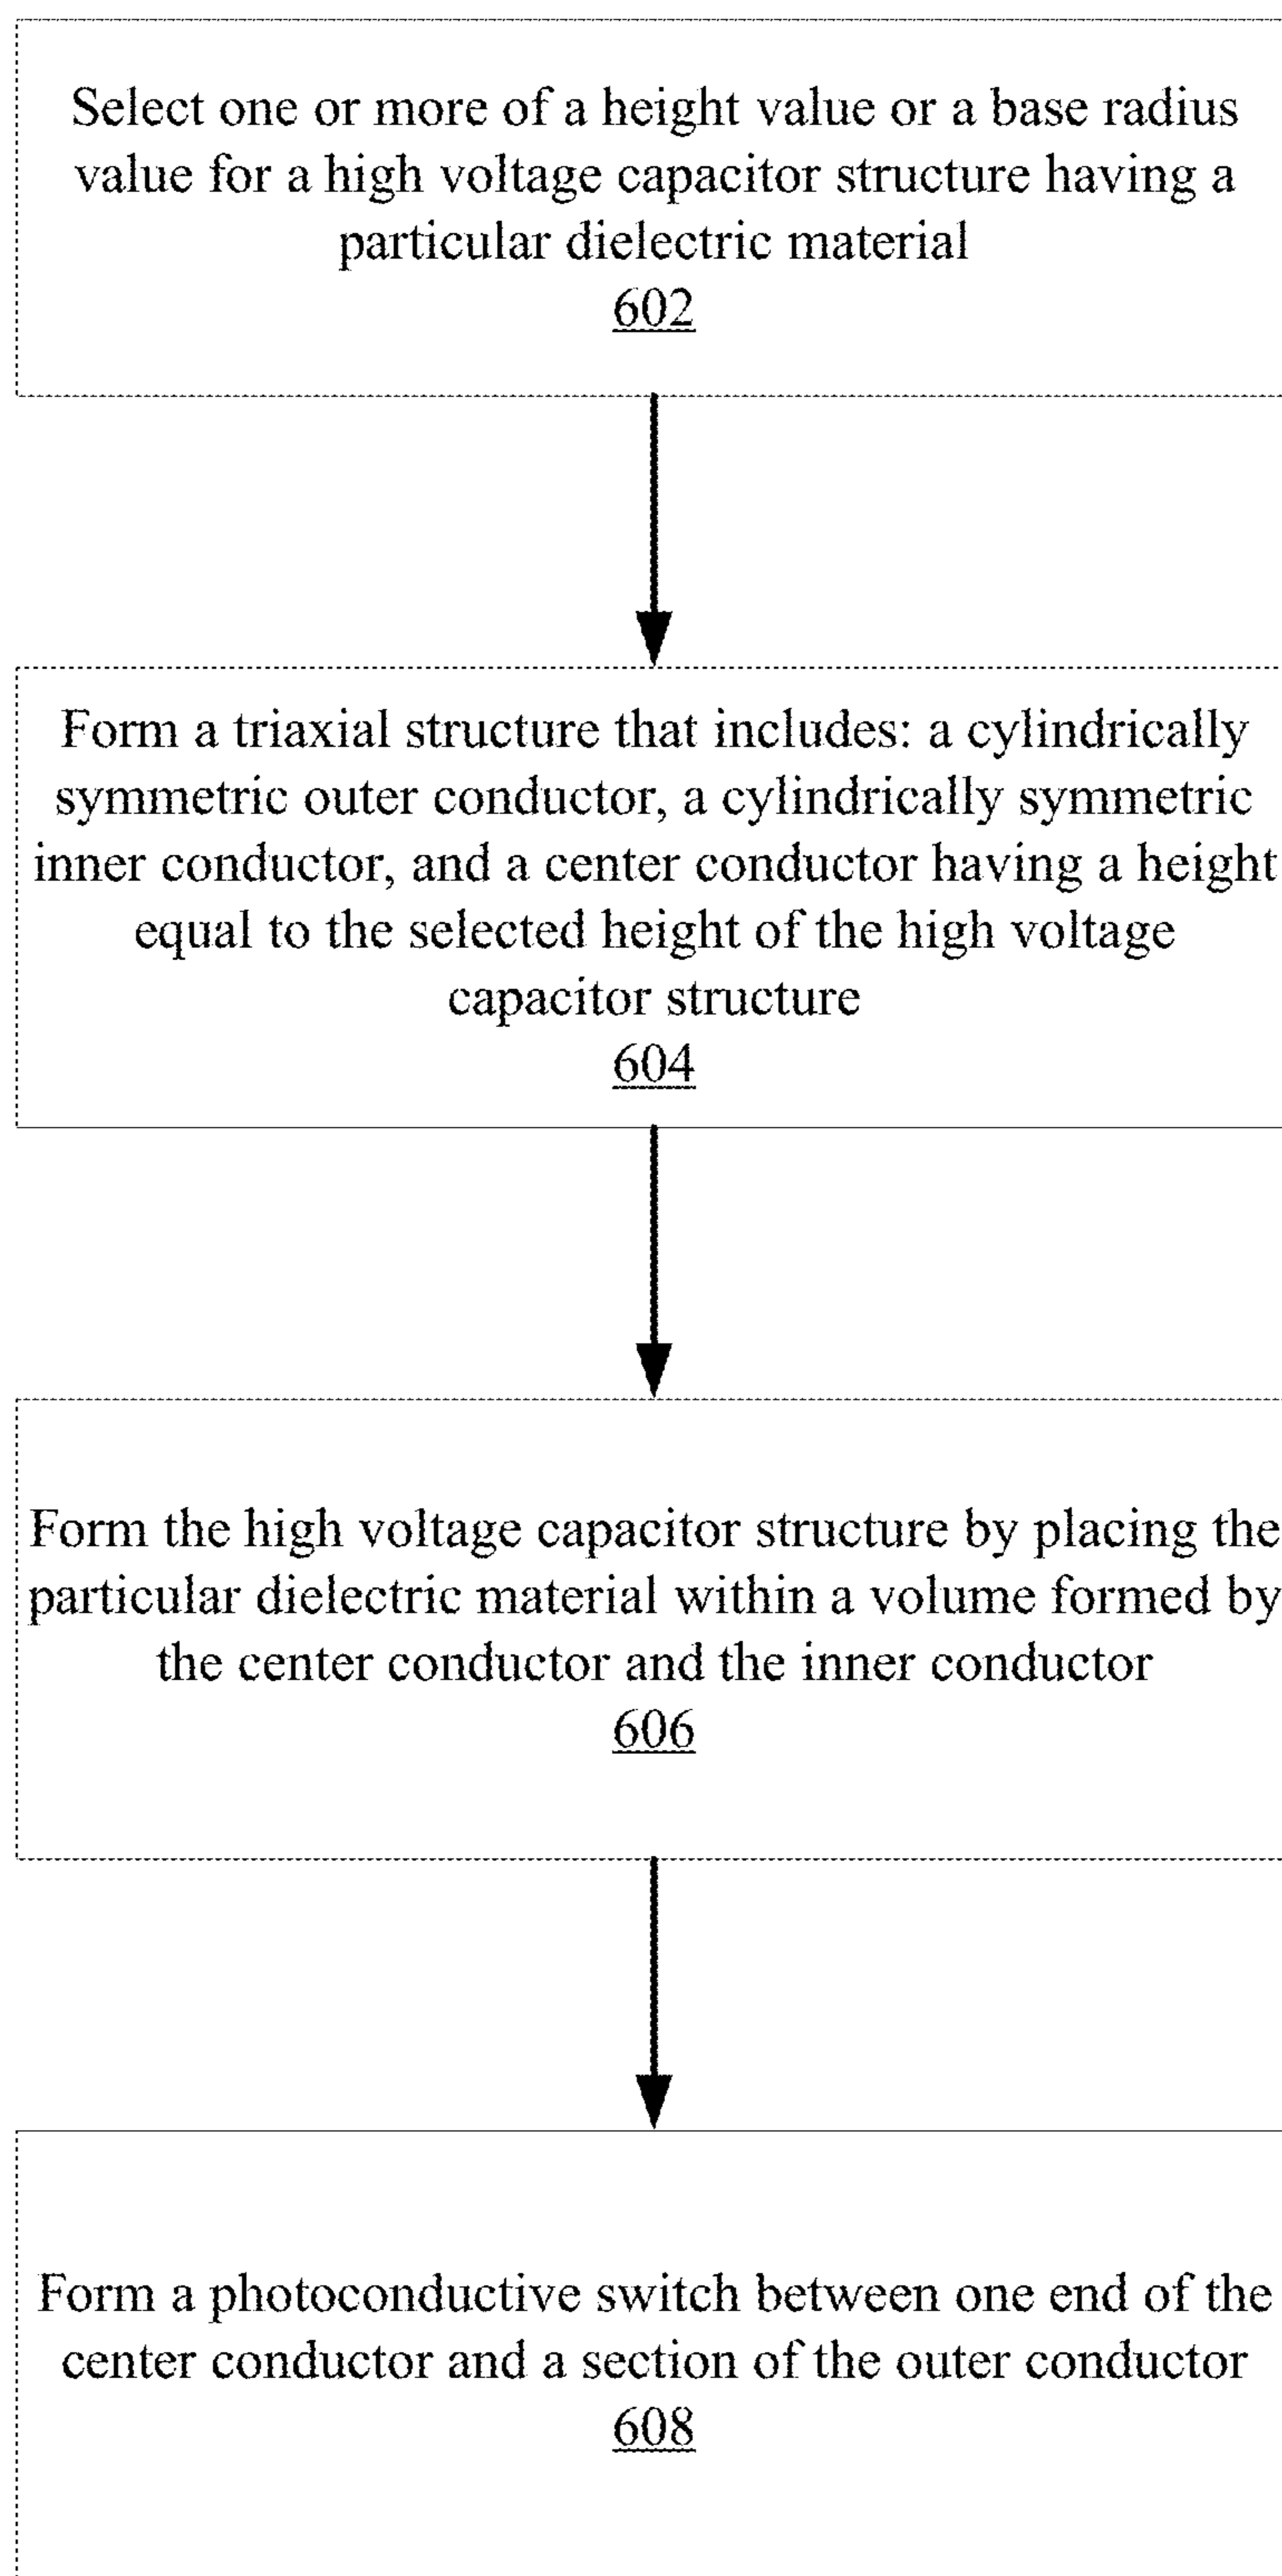 Select one or more of a height value or a base radius
value for a high voltage capacitor structure having a
particular dielectric material
602
Form a triaxial structure that includes: a cylindrically
symmetric outer conductor, a cylindrically symmetric
inner conductor, and a center conductor having a height
equal to the selected height of the high voltage
capacitor structure
604
Form the high voltage capacitor structure by placing the
particular dielectric material within a volume formed by
the center conductor and the inner conductor
606
Form a photoconductive switch between one end of the
center conductor and a section of the outer conductor
608